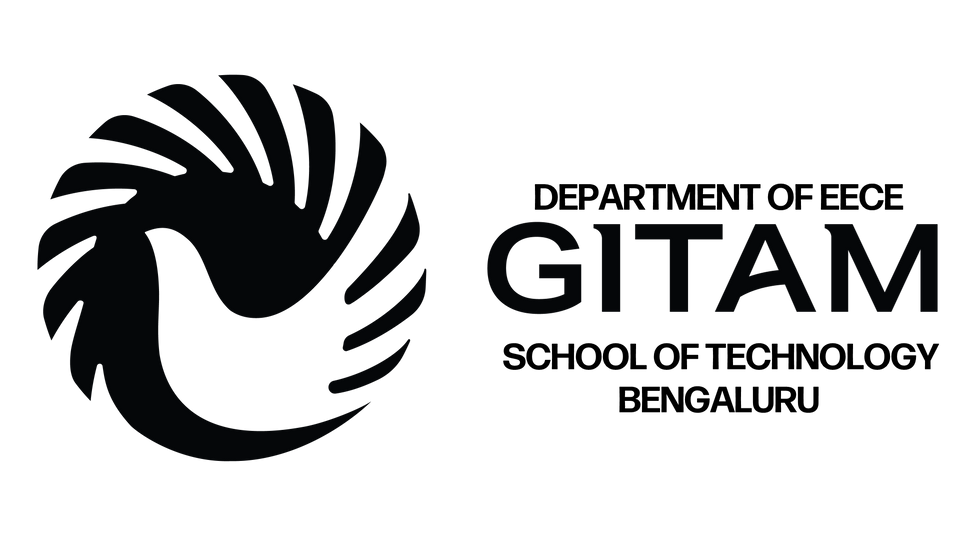 DEPARTMENT OF EECE
GITAM
SCHOOL OF TECHNOLOGY
BENGALURU